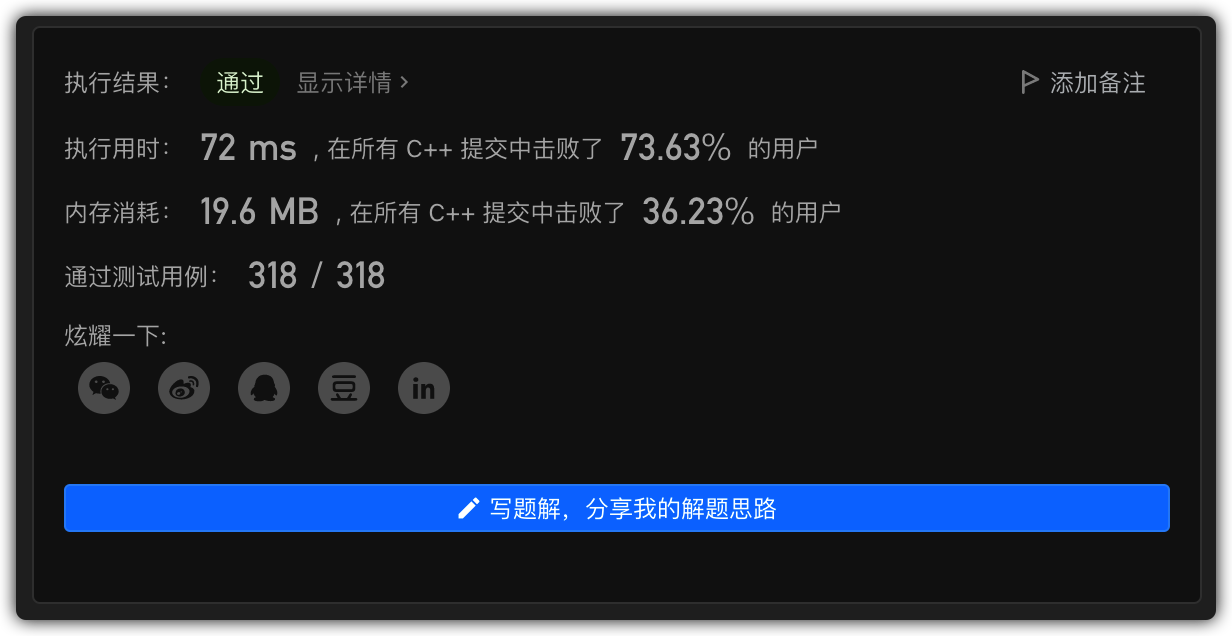 执行结果： 通过 显示详情 > 添加备注
执行用时： 72 ms , 在所有 C++ 提交中击败了 73.63% 的用户
内存消耗： 19.6 MB , 在所有 C++ 提交中击败了 36.23% 的用户
通过测试用例： 318 / 318
炫耀一下:
豆 in
写题解，分享我的解题思路